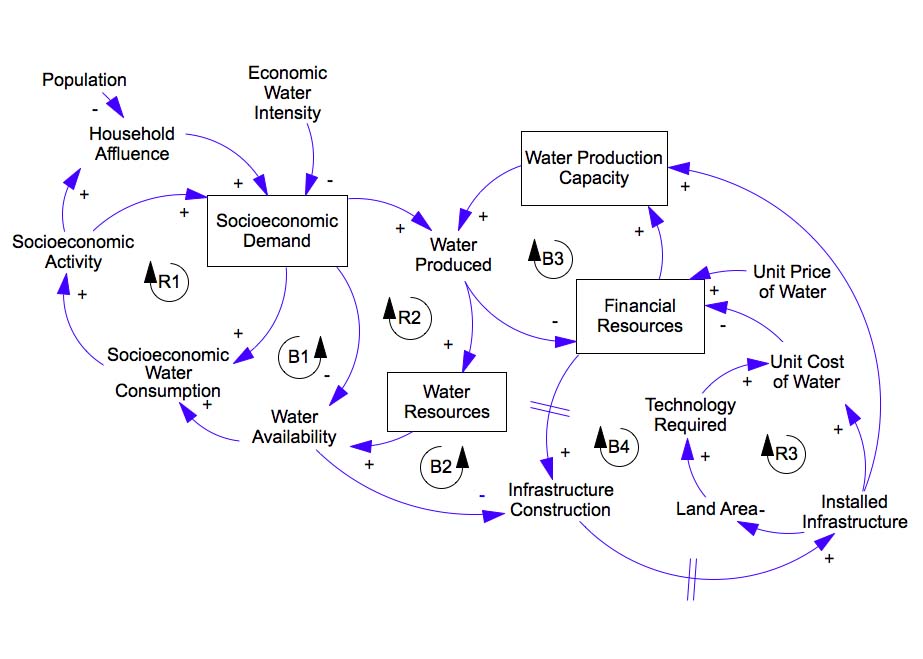 Population
-
Household
Affluence
Economic
Water
Intensity
+
-
+
+
Socioeconomic
Activity
Socioeconomic
Demand
+
Water
Produced
Water Production
Capacity
+
+
+
B3
R1
+
R2
+
Socioeconomic
Water
Consumption
+
B1
-
+
Water
Availability
Water
Resources
+
+
B2
-
-
Financial
Resources
Unit Price
of Water
+
-
Unit Cost
of Water
+
Technology
Required
+
R3
+
B4
+
Infrastructure
Construction
Land Area-
Installed
Infrastructure
+